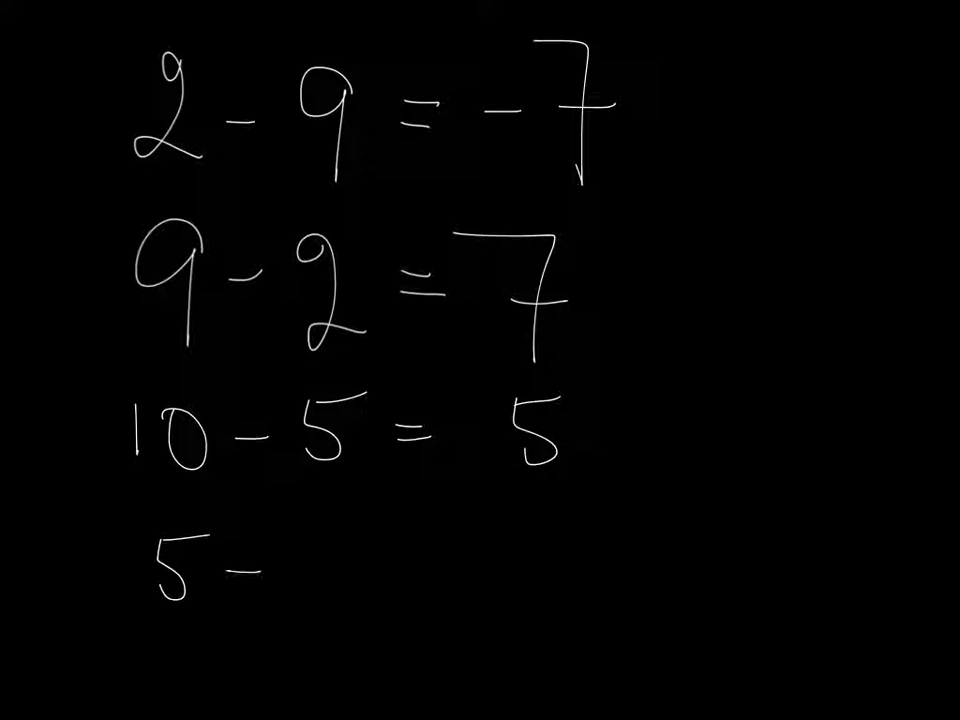 2 - 9 = - 7
9 - 2 = 7
10 - 5 = 5
5 -